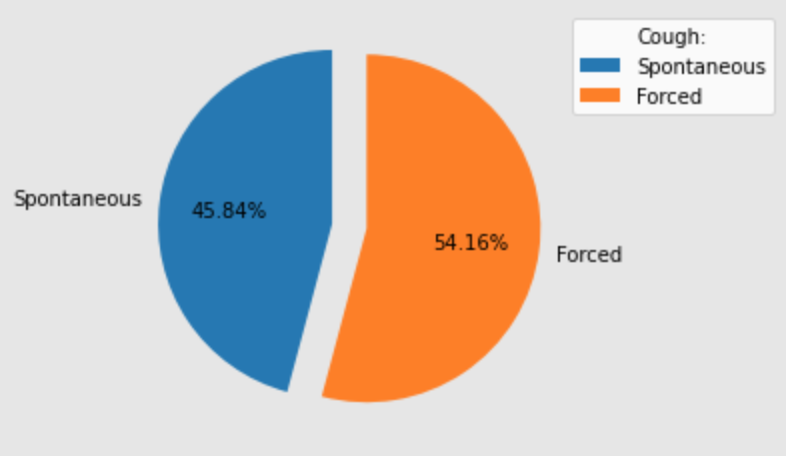 Cough:
Spontaneous
Forced
Spontaneous
45.84%
54.16%
Forced